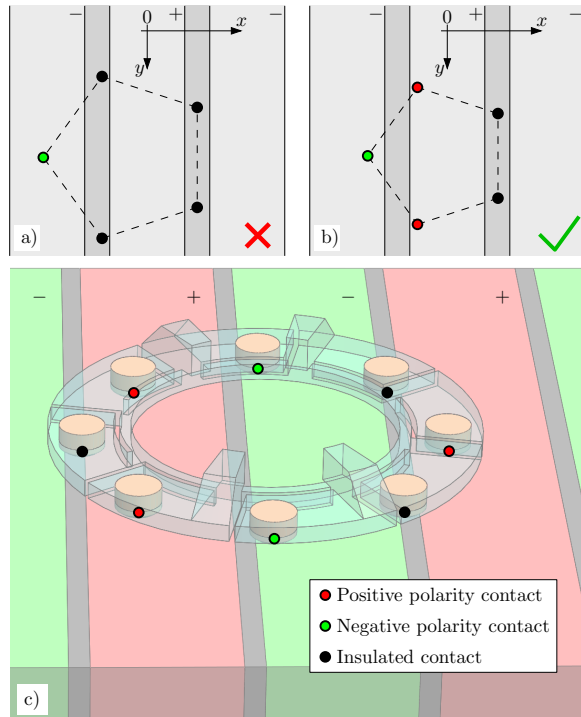 − 0 + x
y
a)
− 0 + x
y
b)
− + − +
Positive polarity contact
Negative polarity contact
Insulated contact
c)